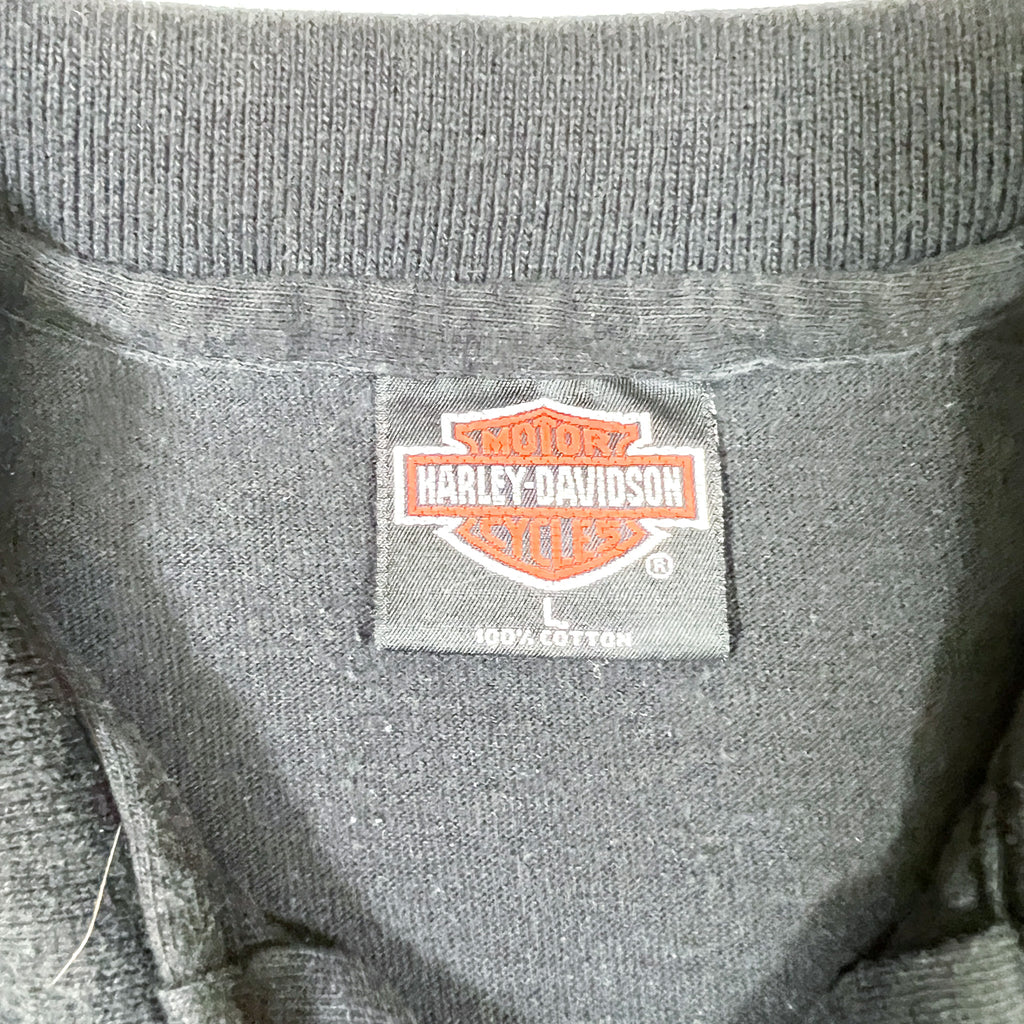 MOTOR
HARLEY-DAVIDSON
CYCLES
®
L
100% COTTON